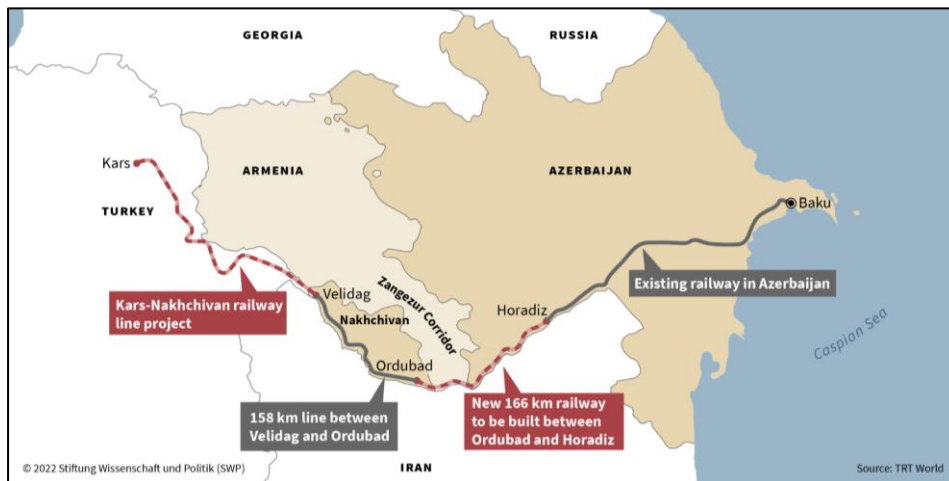 GEORGIA
RUSSIA
Kars
ARMENIA
AZERBAIJAN
TURKEY
Baku
Existing railway in Azerbaijan
Kars-Nakhchivan railway
line project
Velidag
Zangezur Corridor
Horadiz
Nakhchivan
Caspian Sea
Ordubad
158 km line between
Velidag and Ordubad
New 166 km railway
to be built between
Ordubad and Horadiz
IRAN
© 2022 Stiftung Wissenschaft und Politik (SWP)
Source: TRT World